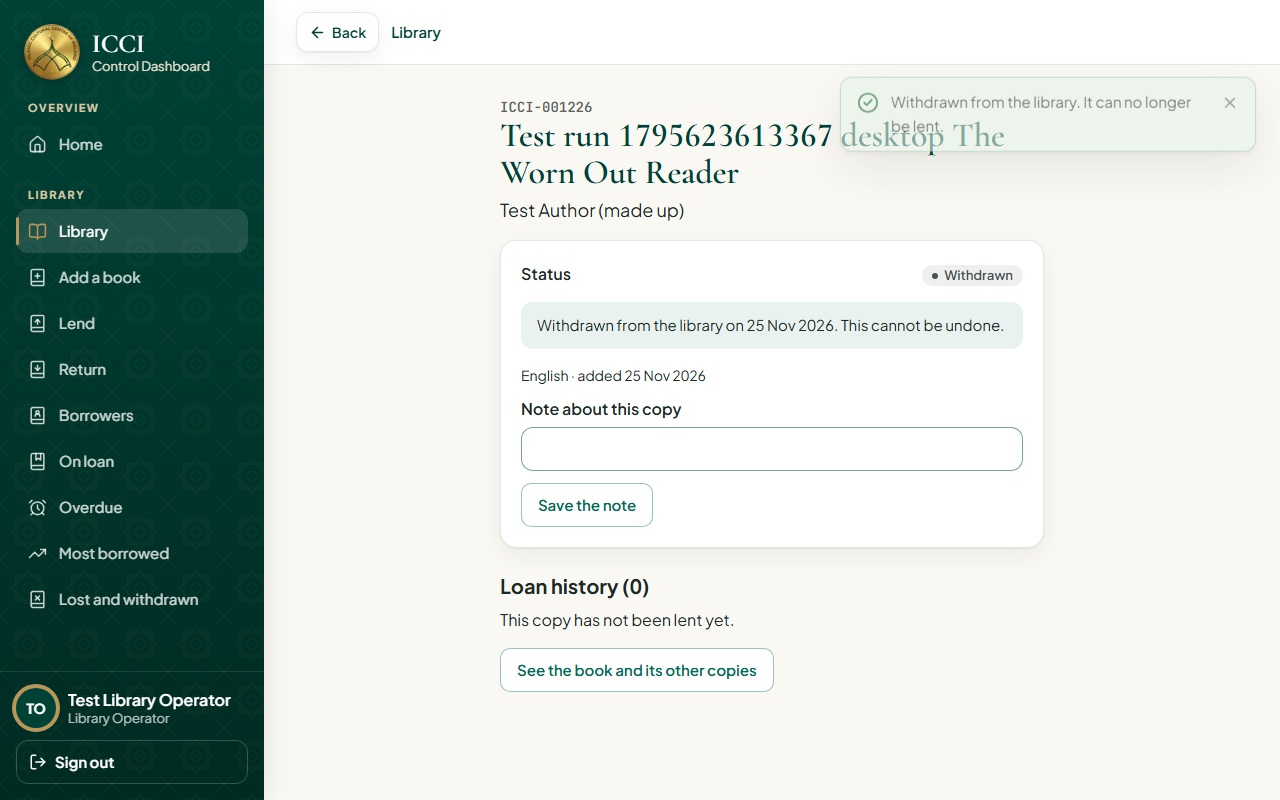 ICCI
Control Dashboard
OVERVIEW
Home
LIBRARY
Library
Add a book
Lend
Return
Borrowers
On loan
Overdue
Most borrowed
Lost and withdrawn
TO
Test Library Operator
Library Operator
Sign out
Back
Library
Withdrawn from the library. It can no longer
be lent.
ICCI-001226
Test run 1795623613367 desktop The
Worn Out Reader
Test Author (made up)
Status
Withdrawn
Withdrawn from the library on 25 Nov 2026. This cannot be undone.
English · added 25 Nov 2026
Note about this copy
Save the note
Loan history (0)
This copy has not been lent yet.
See the book and its other copies